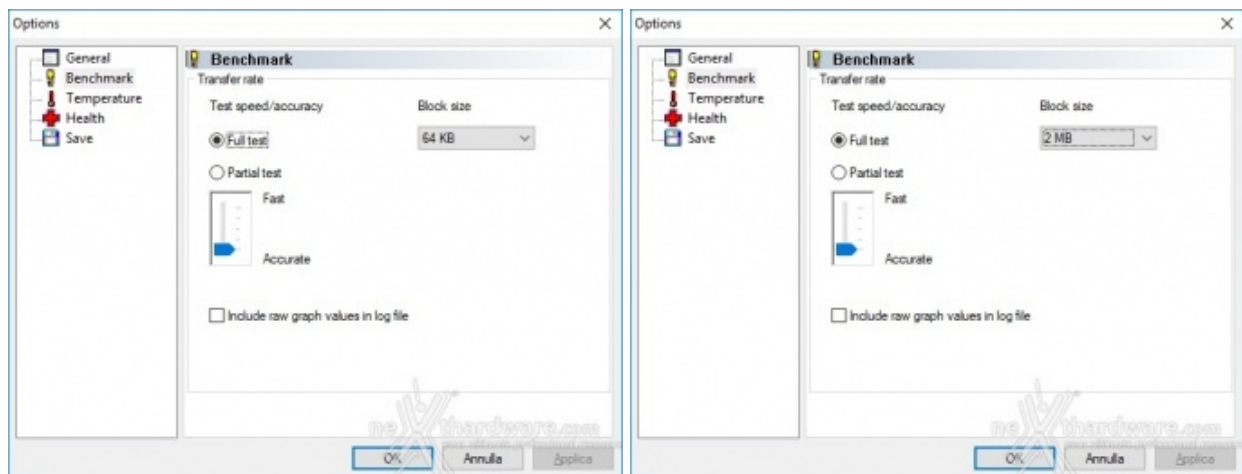 Options
General
Benchmark
Temperature
Health
Save
Benchmark
Transfer rate
Test speed/accuracy
Block size
Full test
64 KB
Partial test
Fast
Accurate
Include raw graph values in log file
OK
Annulla
Applica
Options
General
Benchmark
Temperature
Health
Save
Benchmark
Transfer rate
Test speed/accuracy
Block size
Full test
2 MB
Partial test
Fast
Accurate
Include raw graph values in log file
OK
Annulla
Applica